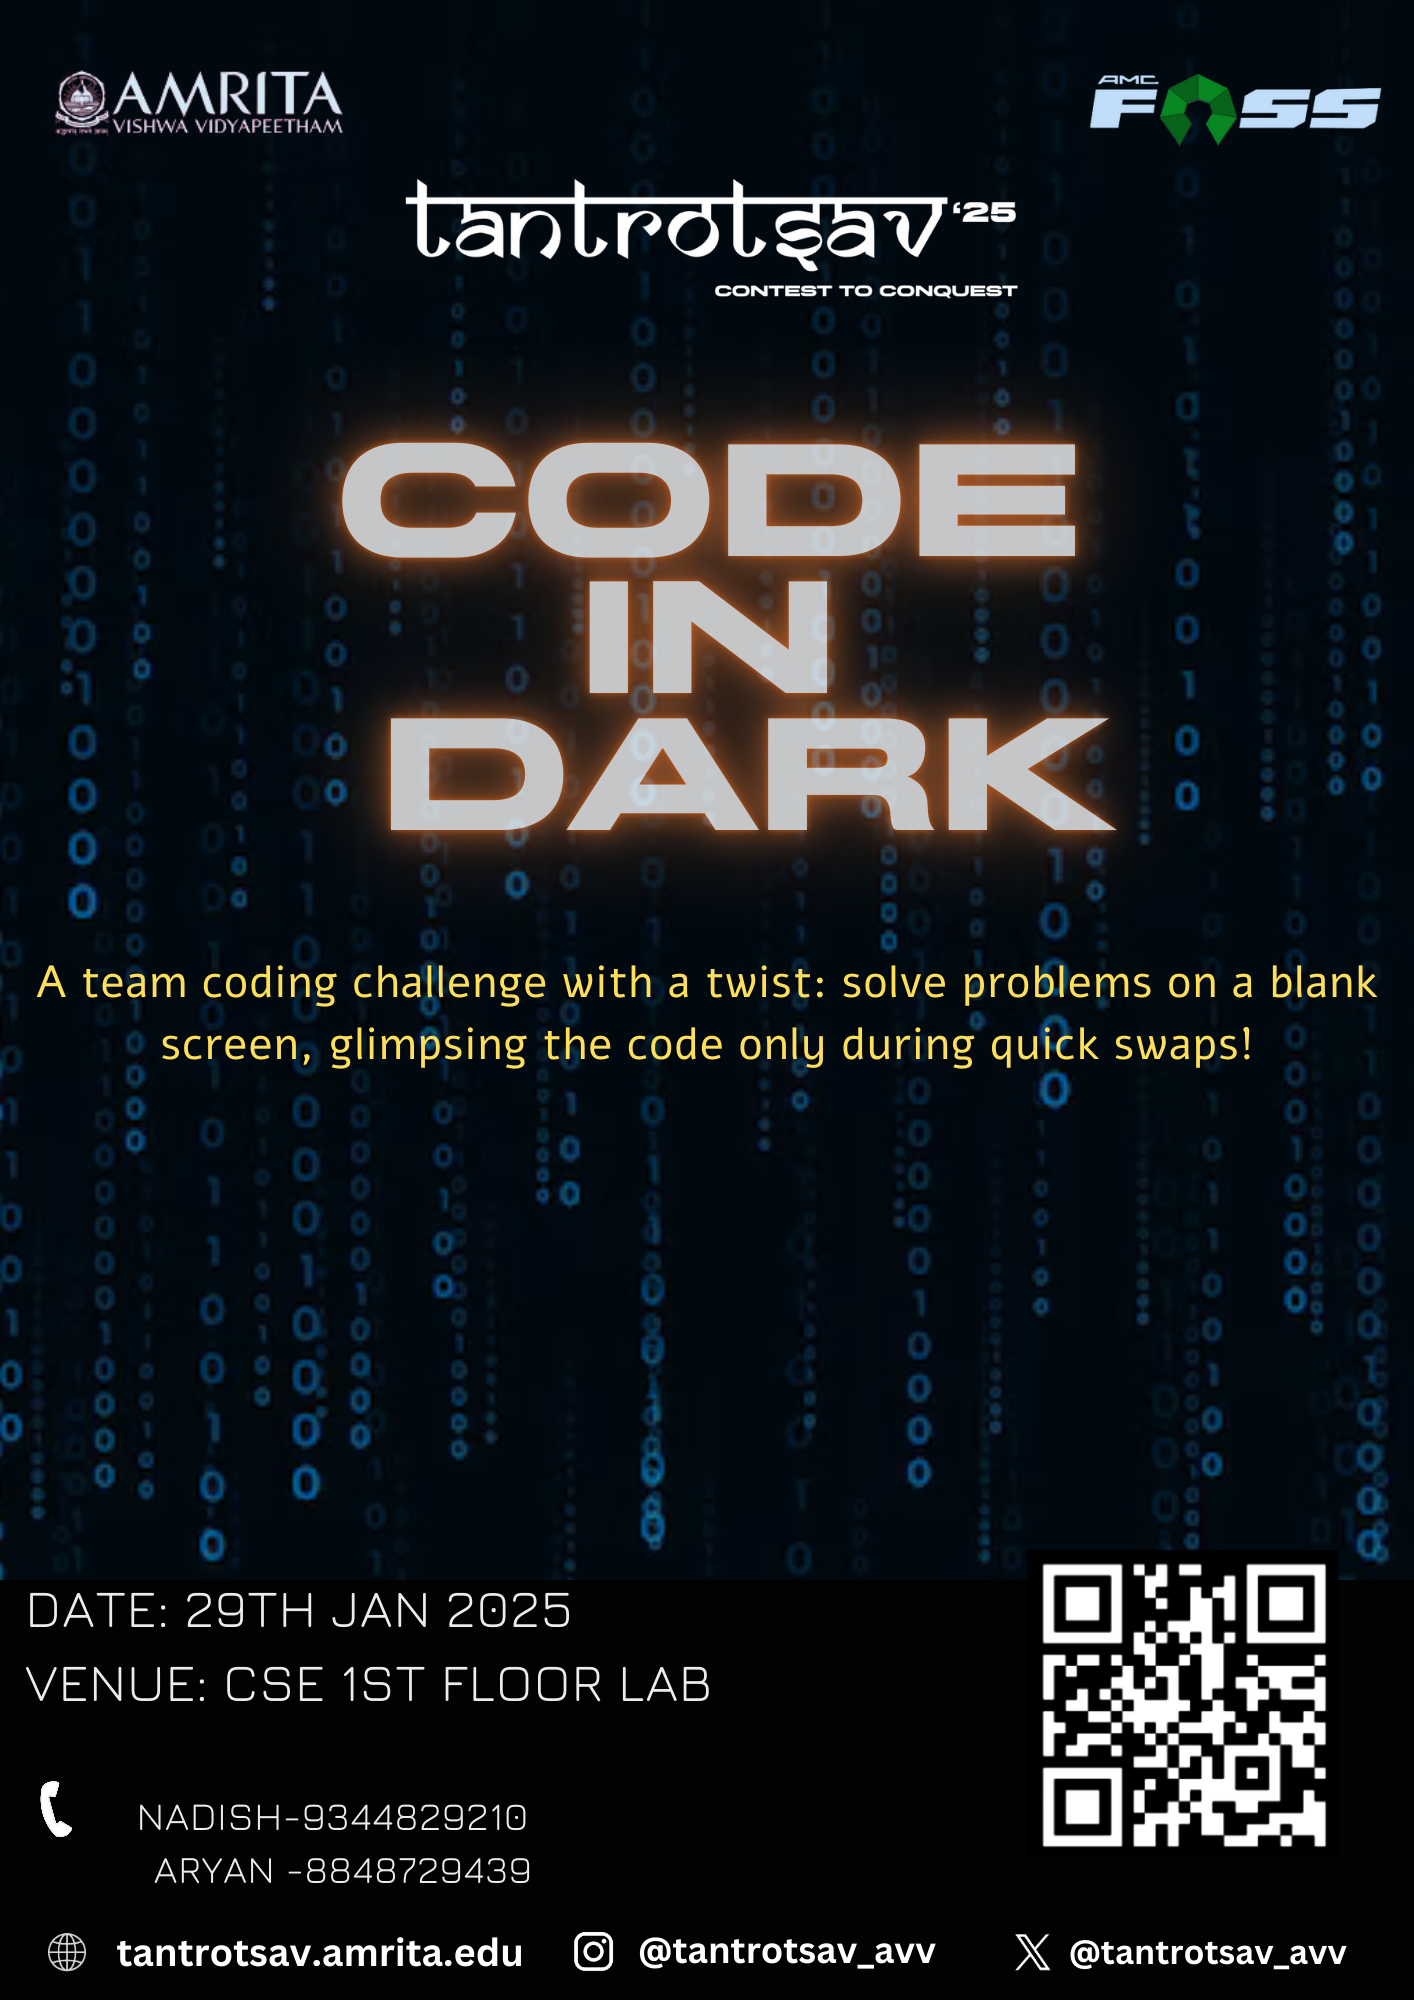 AMRITA
VISHWA VIDYAPEETHAM
AMC
FOSS
tantrotsav '25
CONTEST TO CONQUEST
CODE
IN
DARK
A team coding challenge with a twist: solve problems on a blank
screen, glimpsing the code only during quick swaps!
DATE: 29TH JAN 2025
VENUE: CSE 1ST FLOOR LAB
NADISH-9344829210
ARYAN -8848729439
tantrotsav.amrita.edu
@tantrotsav_avv
@tantrotsav_avv